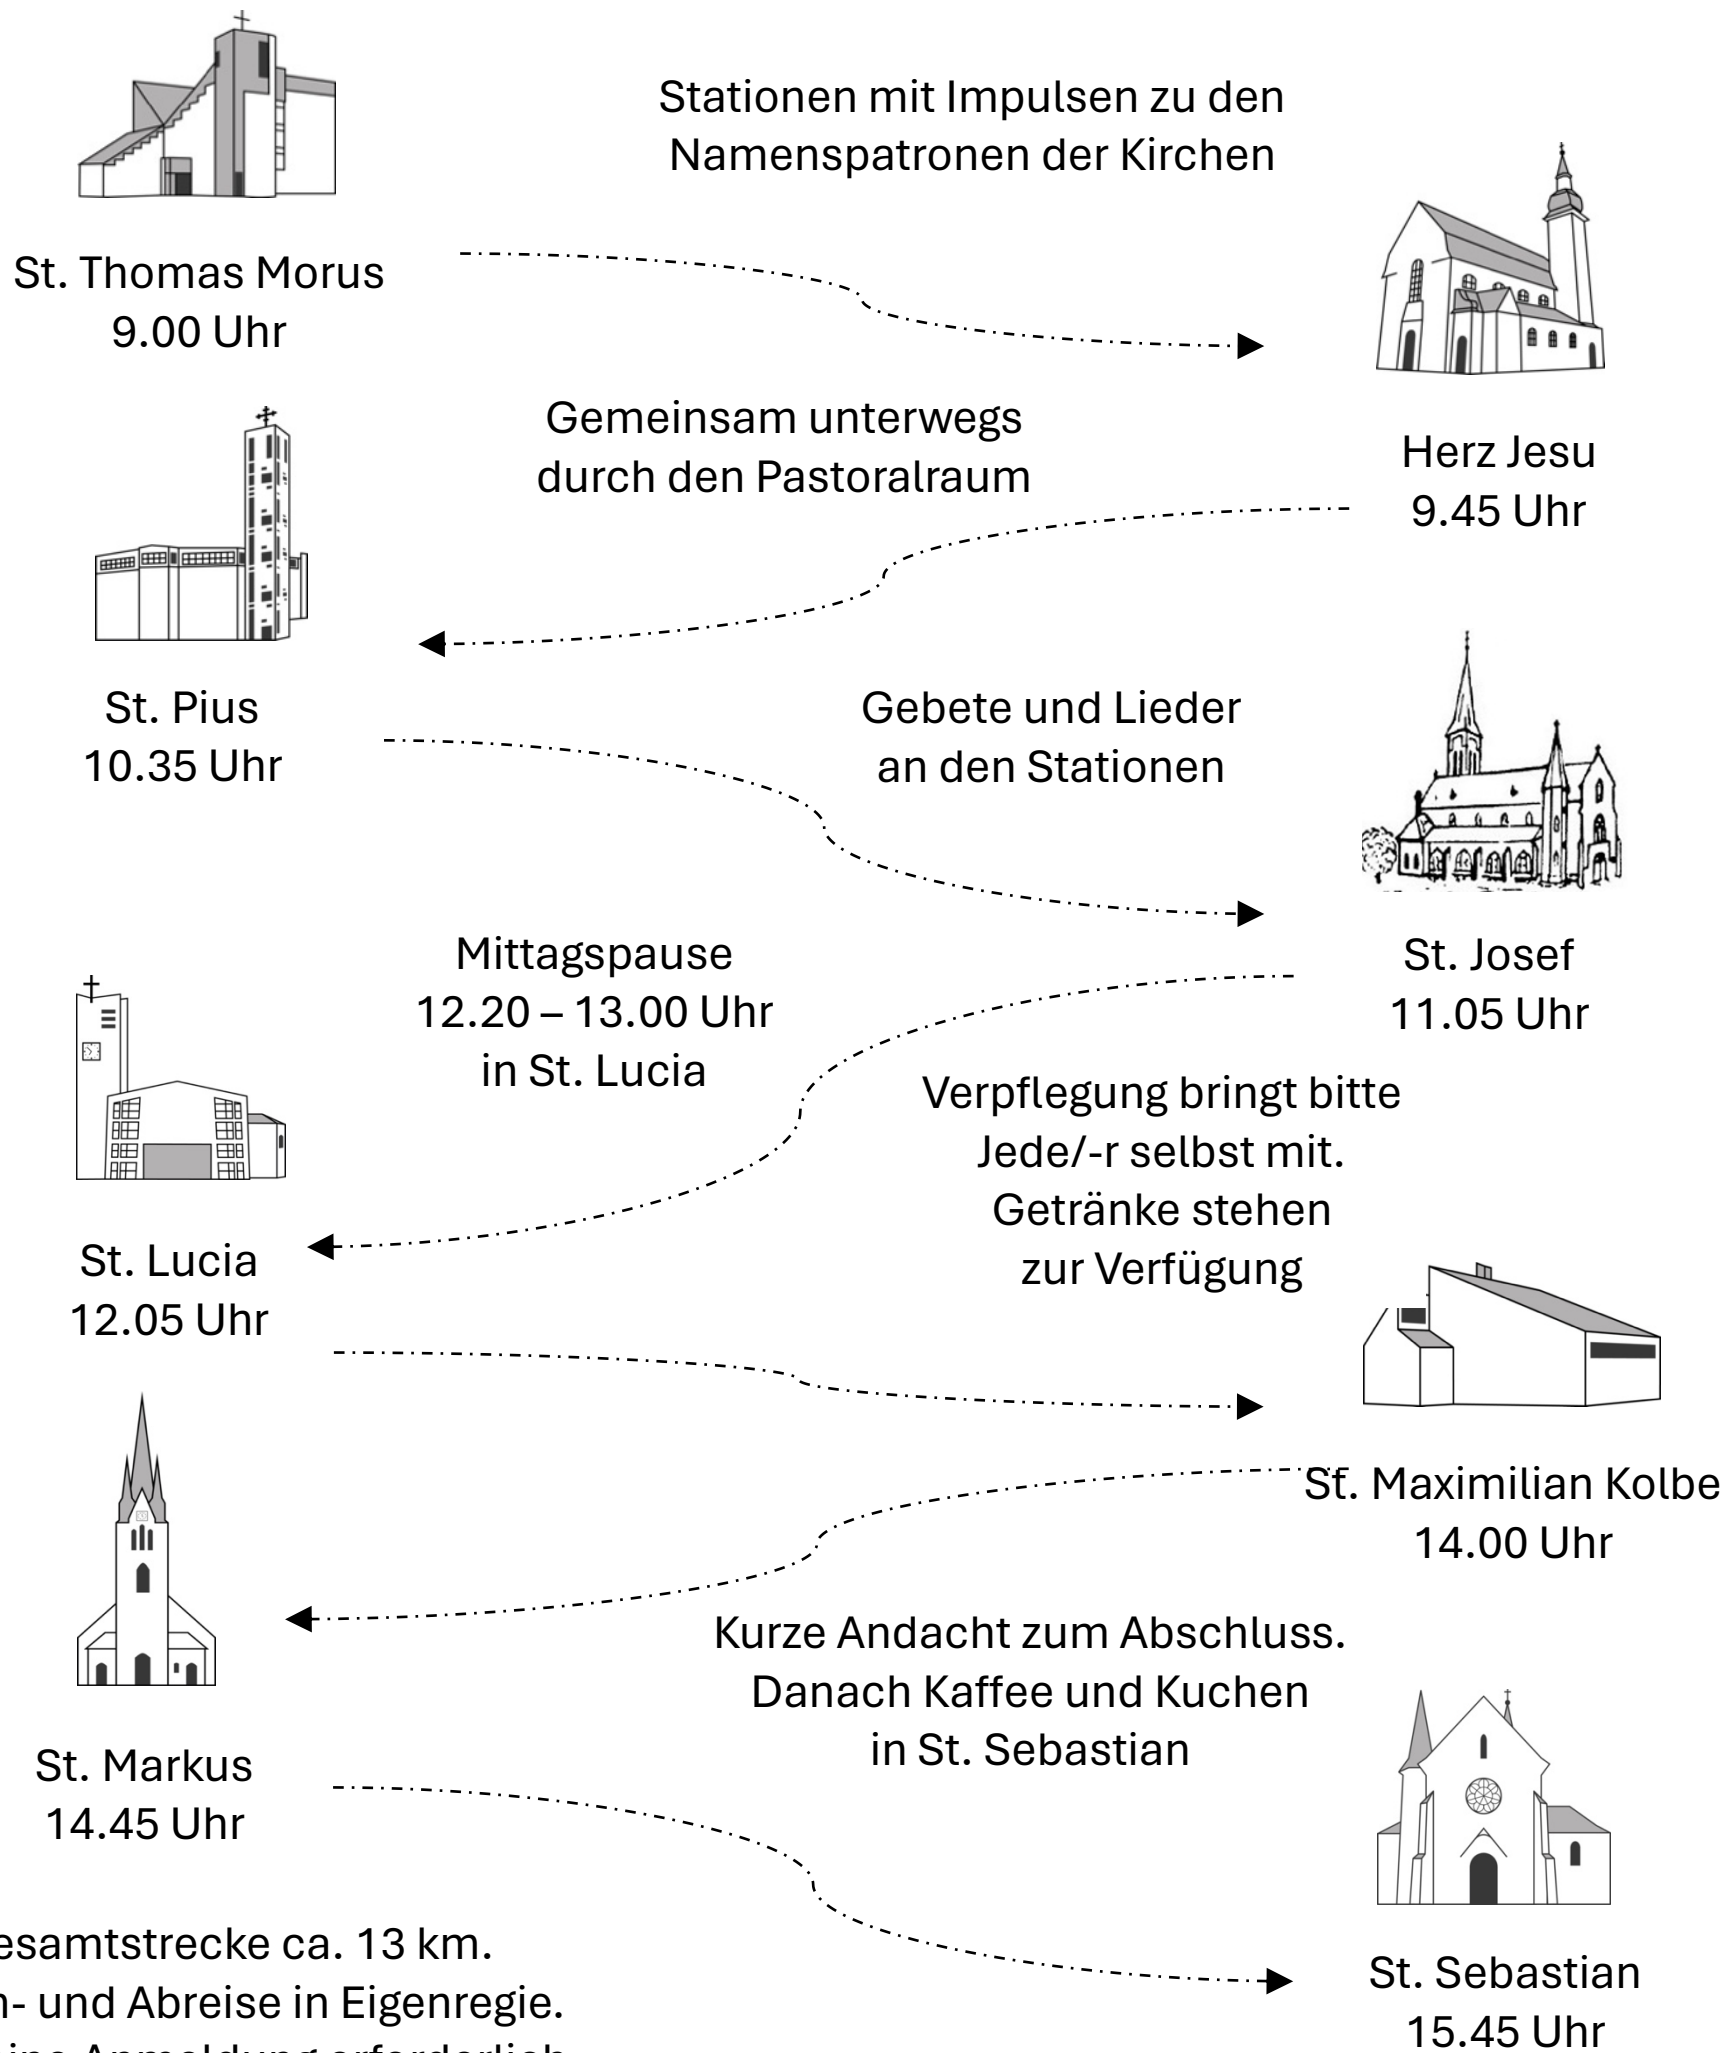 Stationen mit Impulsen zu den
Namenspatronen der Kirchen
St. Thomas Morus
9.00 Uhr
Gemeinsam unterwegs
durch den Pastoralraum
Herz Jesu
9.45 Uhr
St. Pius
10.35 Uhr
Gebete und Lieder
an den Stationen
St. Josef
11.05 Uhr
Mittagspause
12.20 – 13.00 Uhr
in St. Lucia
Verpflegung bringt bitte
Jede/-r selbst mit.
Getränke stehen
zur Verfügung
St. Lucia
12.05 Uhr
St. Maximilian Kolbe
14.00 Uhr
Kurze Andacht zum Abschluss.
Danach Kaffee und Kuchen
in St. Sebastian
St. Markus
14.45 Uhr
St. Sebastian
15.45 Uhr
esamtstrecke ca. 13 km.
n- und Abreise in Eigenregie.
ine Anmeldung erforderlich